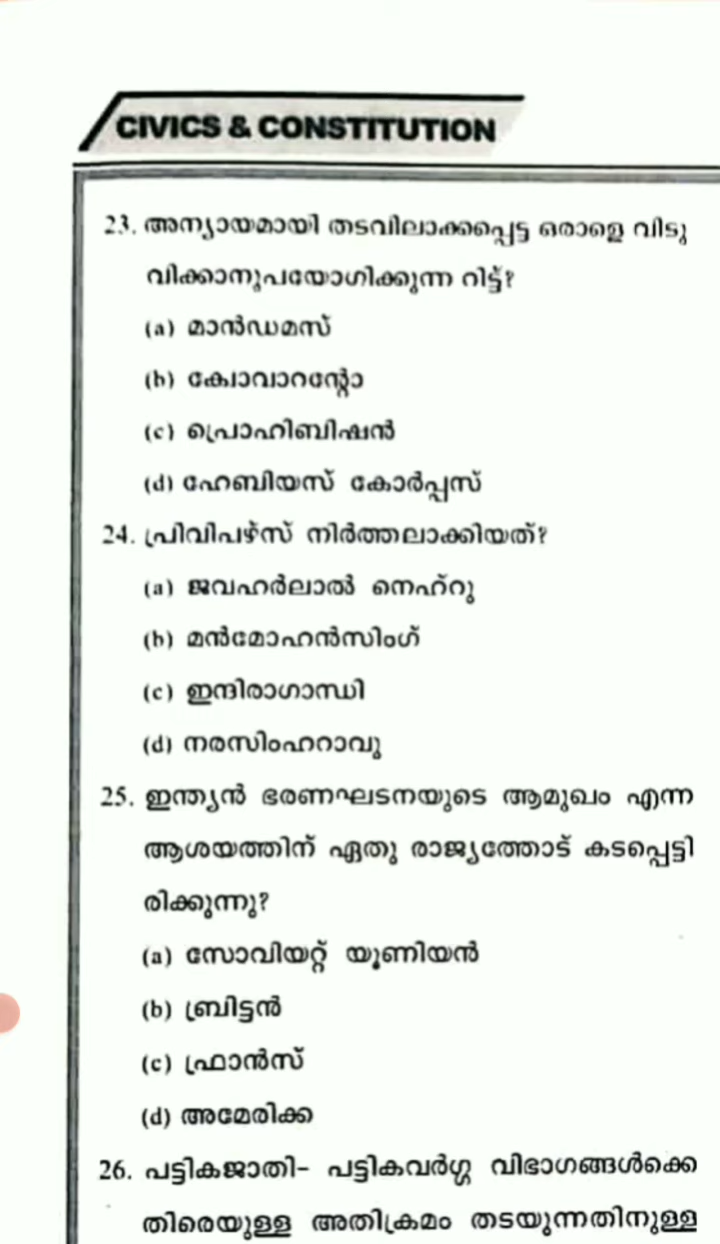 CIVICS & CONSTITUTION
23. അന്യായമായി തടവിലാക്കപ്പെട്ട ഒരാളെ വിടു
വിക്കാനുപയോഗിക്കുന്ന റിട്ട്?
(a) മാൻഡമസ്
(b) ക്വോവാറന്റോ
(c) പ്രൊഹിബിഷൻ
(d) ഹേബിയസ് കോർപ്പസ്
24. പ്രിവിപഴ്സ് നിർത്തലാക്കിയത്?
(a) ജവഹർലാൽ നെഹ്റു
(b) മൻമോഹൻസിംഗ്
(c) ഇന്ദിരാഗാന്ധി
(d) നരസിംഹറാവു
25. ഇന്ത്യൻ ഭരണഘടനയുടെ ആമുഖം എന്ന
ആശയത്തിന് ഏതു രാജ്യത്തോട് കടപ്പെട്ടി
രിക്കുന്നു?
(a) സോവിയറ്റ് യൂണിയൻ
(b) ബ്രിട്ടൻ
(c) ഫ്രാൻസ്
(d) അമേരിക്ക
26. പട്ടികജാതി- പട്ടികവർഗ്ഗ വിഭാഗങ്ങൾക്കെ
തിരെയുള്ള അതിക്രമം തടയുന്നതിനുള്ള